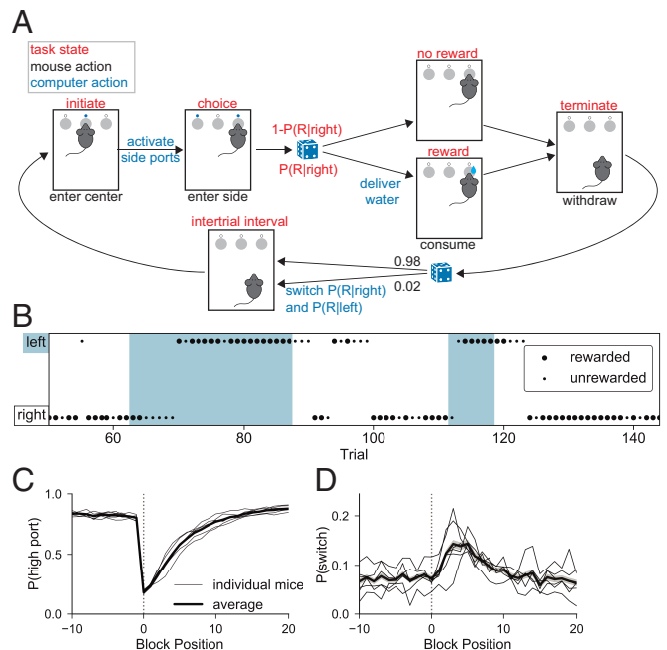 A
task state
mouse action
computer action
initiate
choice
no reward
terminate
activate
side ports
1-P(R|right)
P(R|right)
reward
deliver
water
enter center
enter side
consume
withdraw
intertrial interval
0.98
0.02
switch P(R|right)
and P(R|left)
B
left
right
rewarded
unrewarded
60
80
100
120
140
Trial
C
P(righ port)
1.0
0.5
0.0
individual mice
average
−10
0
10
20
Block Position
D
P(switch)
0.2
0.1
0.0
−10
−5
0
5
10
15
20
Block Position